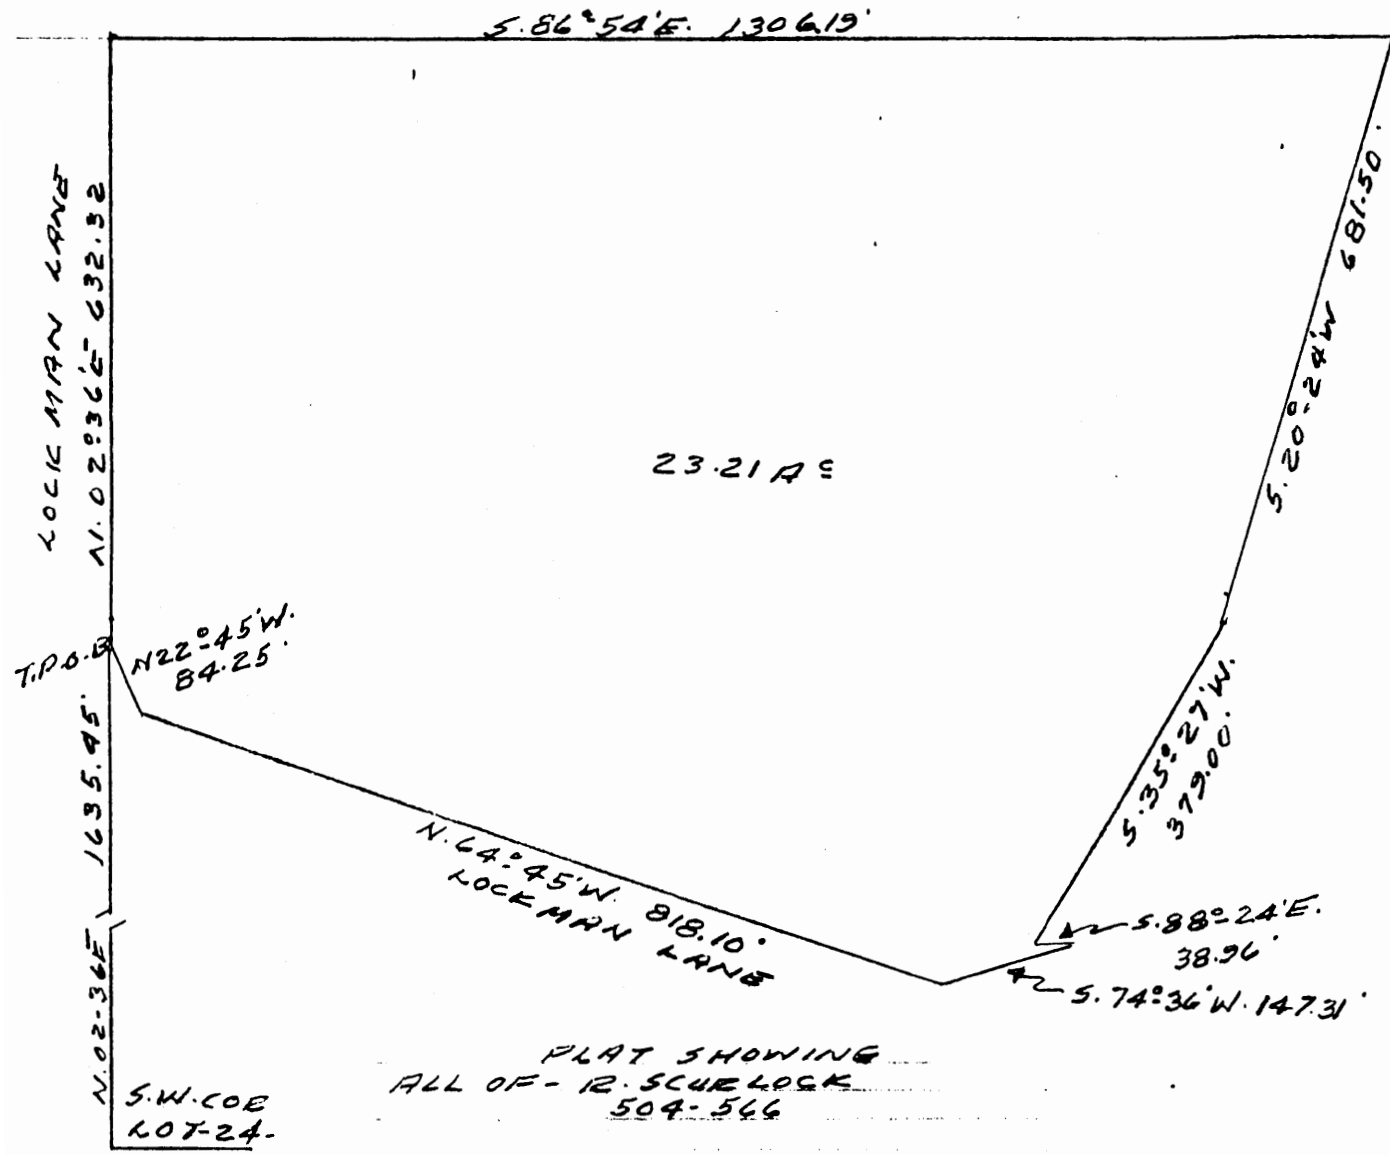 S.86°54'E. 1306.19'
LOCKMAN LANE
N.02°36'E 632.32
S.20°24'W 681.50'
23.21 Ac
T.P.O.B
N22°45'W.
84.25'
1635.45'
S.35°27'W.
379.00'
N.64°45'W. 818.10'
LOCKMAN LANE
S.88°24'E.
38.96'
S.74°36'W. 147.31'
N.02-36E
PLAT SHOWING
ALL OF - R. SCURLOCK
504-566
S.W. COR
LOT-24-